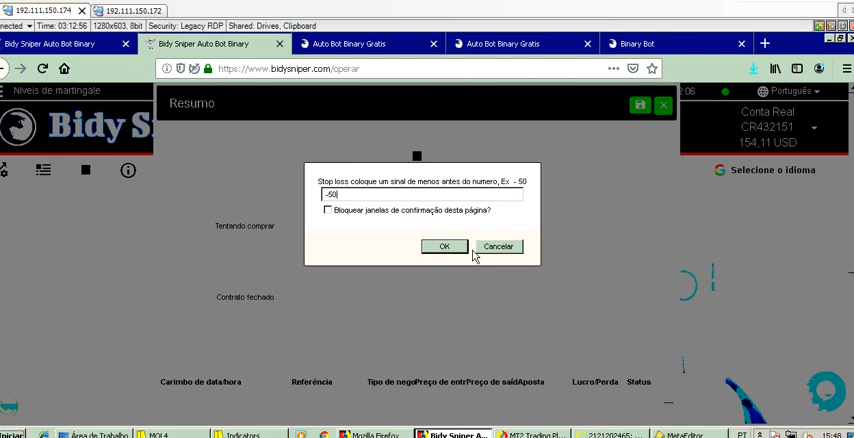 192.111.150.174 192.111.150.172
nected Time: 03:12:56 1280x603, 8bit Security: Legacy RDP Shared: Drives, Clipboard
Bidy Sniper Auto Bot Binary Bidy Sniper Auto Bot Binary Auto Bot Binary Gratis Auto Bot Binary Gratis Binary Bot
https://www.bidysniper.com/operar
Niveis de martingale Resumo 2:06 Português
Bidy S
Conta Real
CR432151
154,11 USD
Selecione o idioma
Stop loss coloque um sinal de menos antes do numero, Ex - 50
-50
Bloquear janelas de confirmação desta página?
OK Cancelar
Tentando comprar
Contrato fechado
Carimbo de data/hora Referência Tipo de nego Preço de entr Preço de saíd Aposta Lucro/Perda Status
Iniciar Área de Trabalho MQL4 Indicators Mozilla Firefox Bidy Sniper A... MT2 Trading Pl... 2121202465: ... MetaEditor PT 15:48